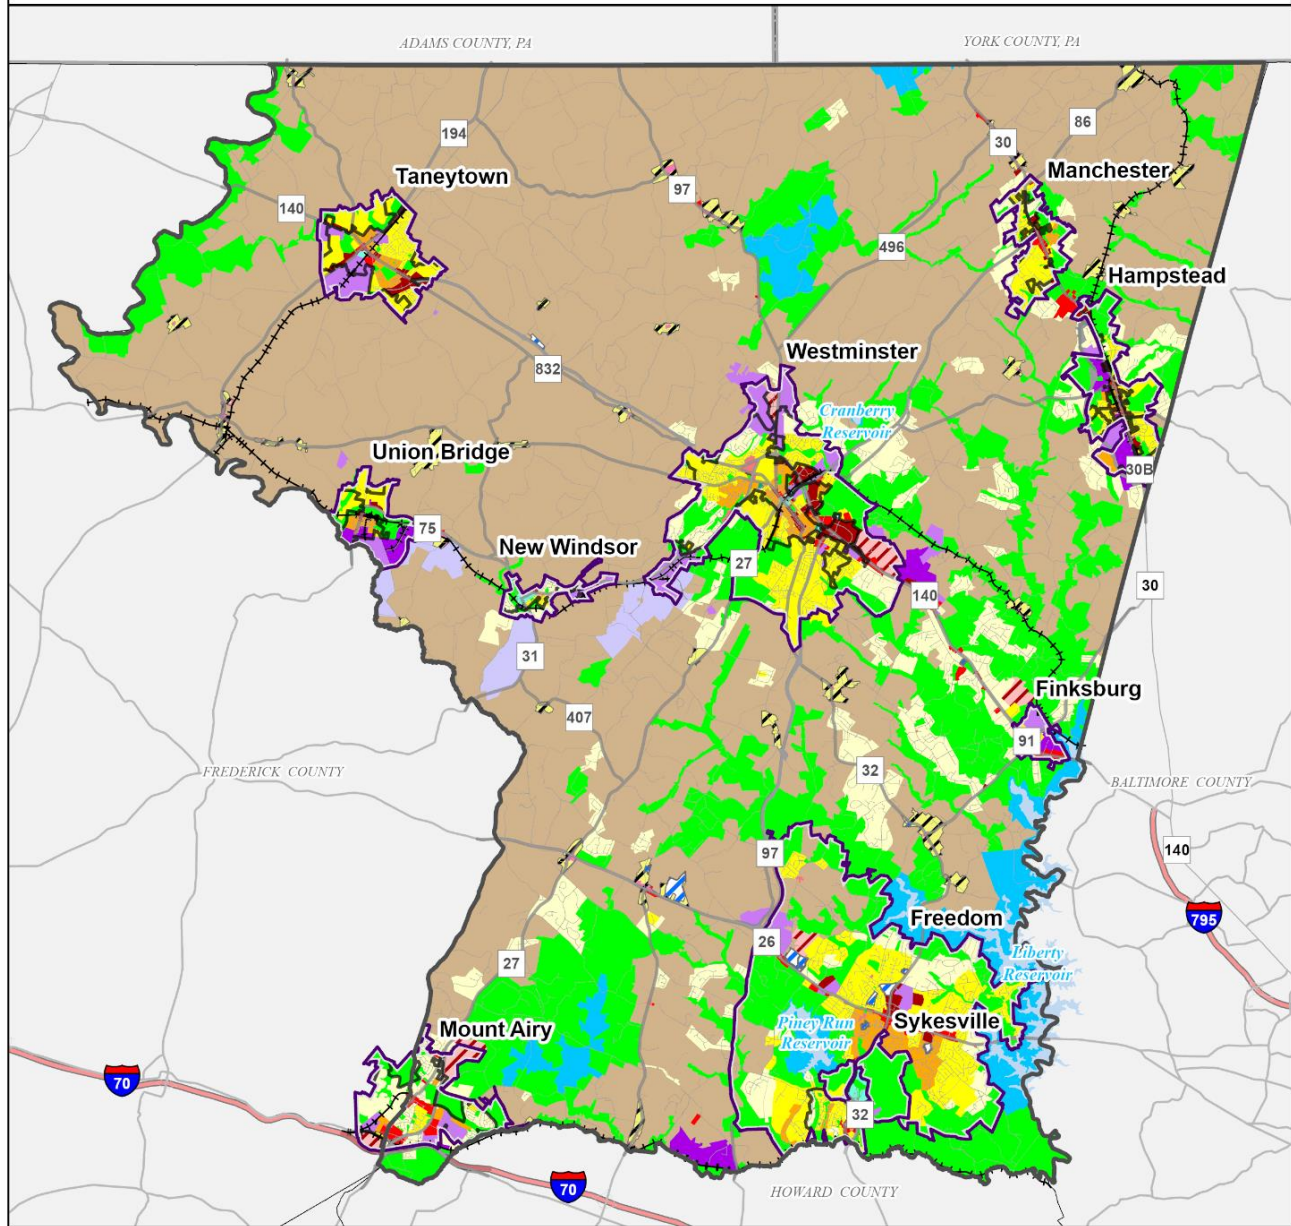 ADAMS COUNTY, PA
YORK COUNTY, PA
86
194
30
Taneytown
Manchester
97
140
496
Hampstead
Westminster
832
Cranberry
Reservoir
Union Bridge
30B
75
New Windsor
27
30
140
31
Finksburg
407
91
FREDERICK COUNTY
32
BALTIMORE COUNTY
97
140
Freedom
795
26
Liberty
Reservoir
27
Piney Run
Reservoir
Sykesville
Mount Airy
70
32
70
HOWARD COUNTY